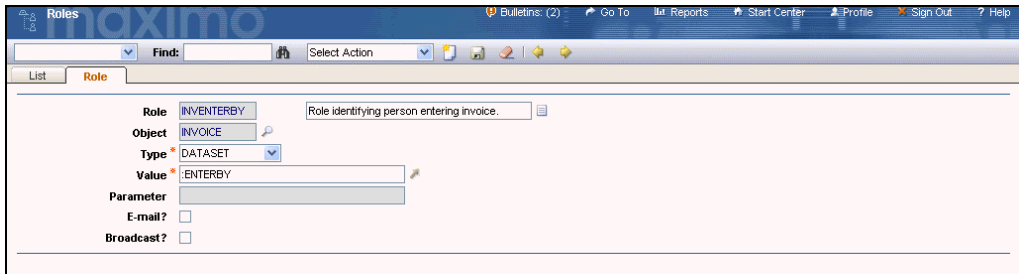 Roles
maximo
Bulletins: (2) Go To Reports Start Center Profile Sign Out ? Help
Find: Select Action
List Role
Role INVENTERBY Role identifying person entering invoice.
Object INVOICE
Type * DATASET
Value * :ENTERBY
Parameter
E-mail?
Broadcast?